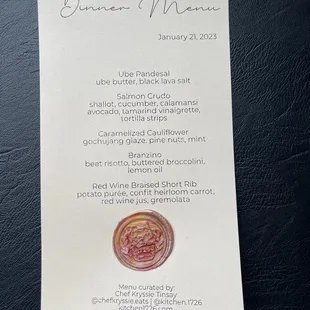 Dinner Menu
January 21, 2023
Ube Pandesal
ube butter, black lava salt
Salmon Crudo
shallot, cucumber, calamansi
avocado, tamarind vinaigrette,
tortilla strips
Caramelized Cauliflower
gochujang glaze, pine nuts, mint
Branzino
beet risotto, buttered broccolini,
lemon oil
Red Wine Braised Short Rib
potato purée, confit heirloom carrot,
red wine jus, gremolata
Menu curated by:
Chef Kryssie Tinsay
@chefkryssie.eats | @kitchen.1726
kitchen1726.com